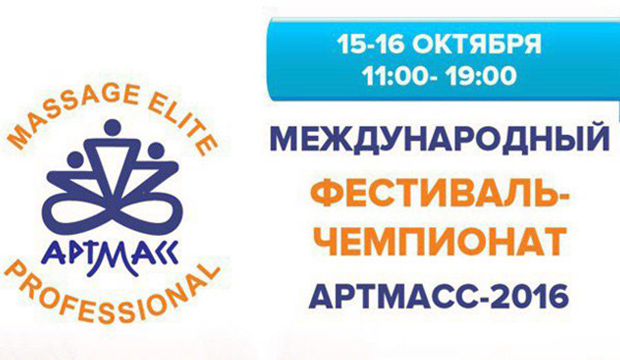 MASSAGE ELITE
АРТМАСС
PROFESSIONAL
15-16 ОКТЯБРЯ
11:00- 19:00
МЕЖДУНАРОДНЫЙ
ФЕСТИВАЛЬ-
ЧЕМПИОНАТ
АРТМАСС-2016